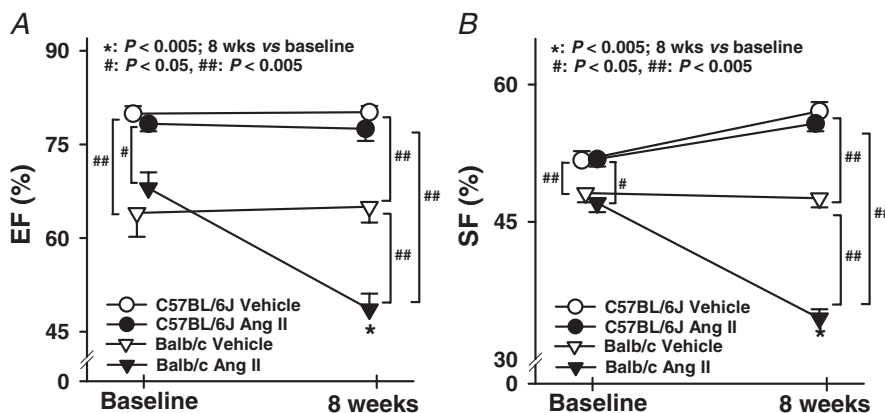 A
*: P < 0.005; 8 wks vs baseline
#: P < 0.05, ##: P < 0.005
90
75
60
45
0
EF (%)
##
#
##
##
##
C57BL/6J Vehicle
C57BL/6J Ang II
Balb/c Vehicle
Balb/c Ang II
*
Baseline
8 weeks
B
*: P < 0.005; 8 wks vs baseline
#: P < 0.05, ##: P < 0.005
60
45
30
0
SF (%)
##
#
##
##
##
C57BL/6J Vehicle
C57BL/6J Ang II
Balb/c Vehicle
Balb/c Ang II
*
Baseline
8 weeks